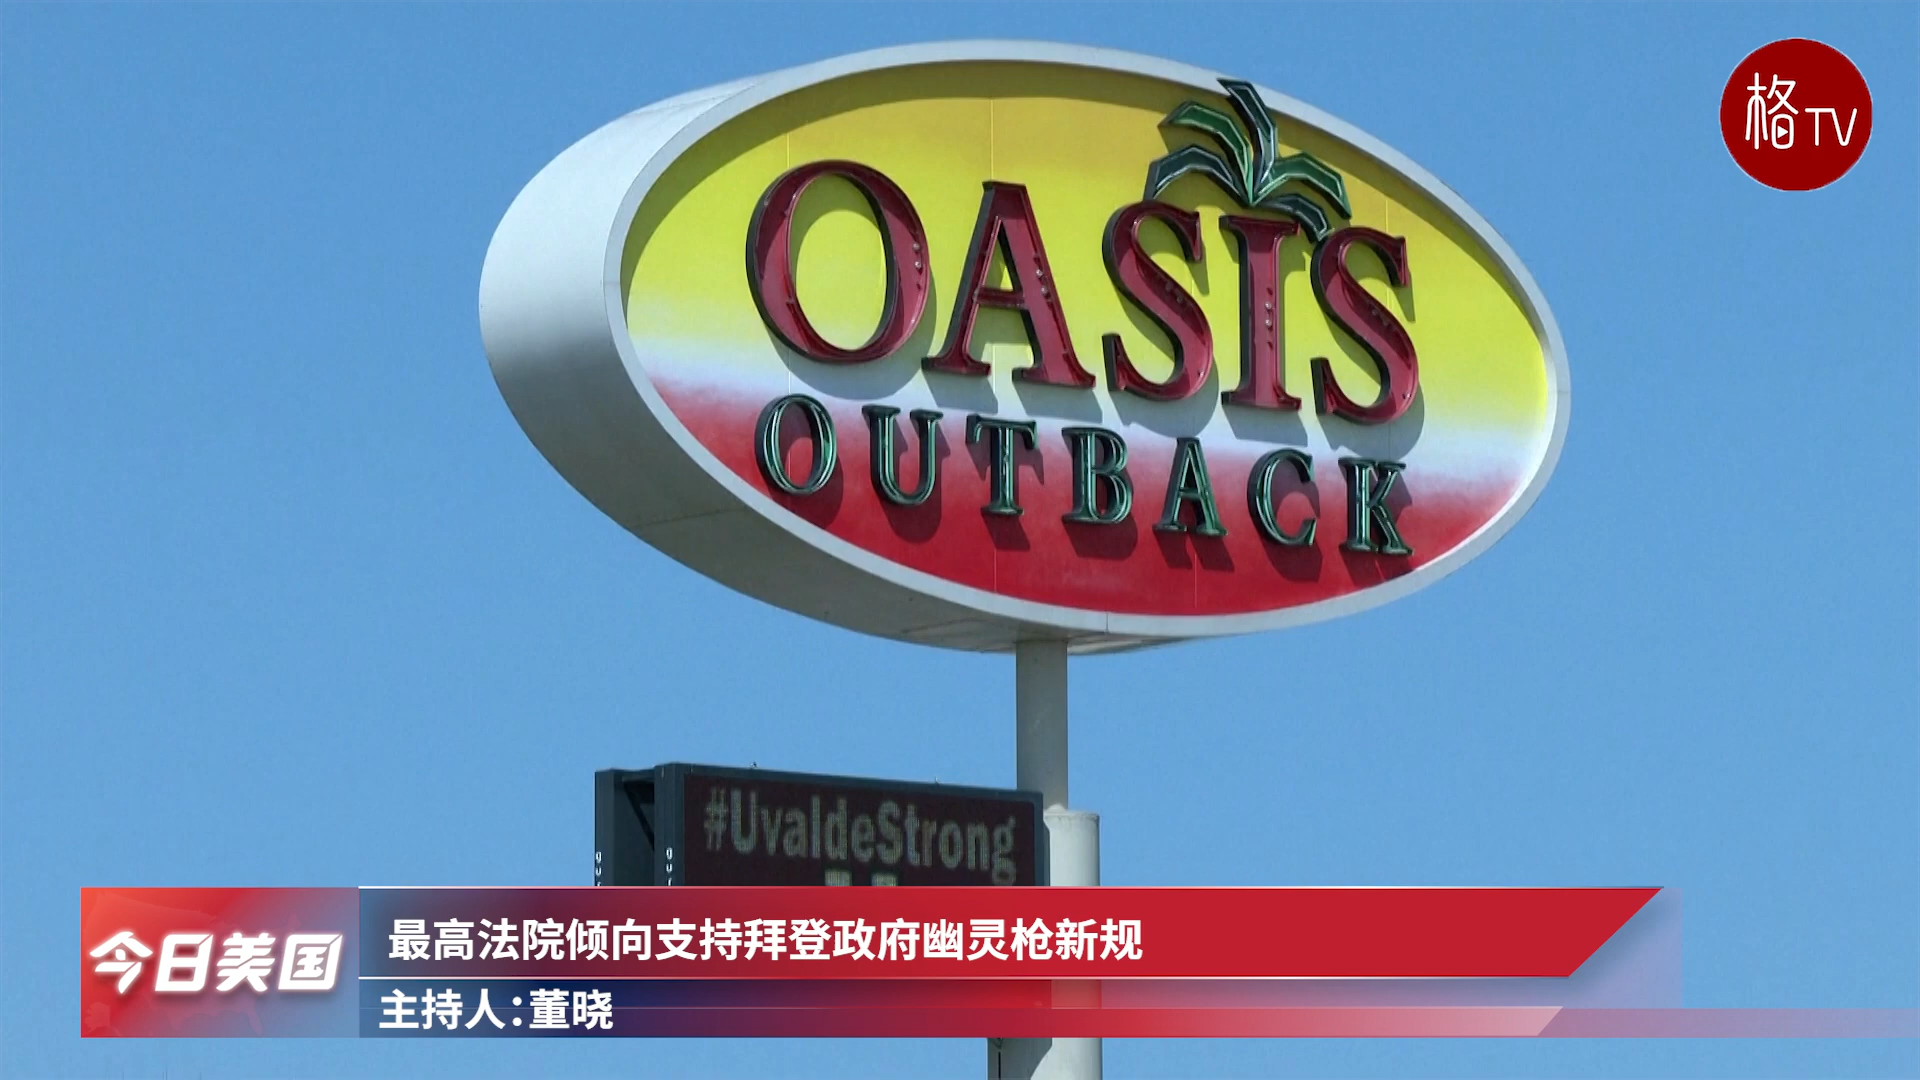 格TV
OASIS
OUTBACK
#UvaldeStrong
今日美国
最高法院倾向支持拜登政府幽灵枪新规
主持人：董晓